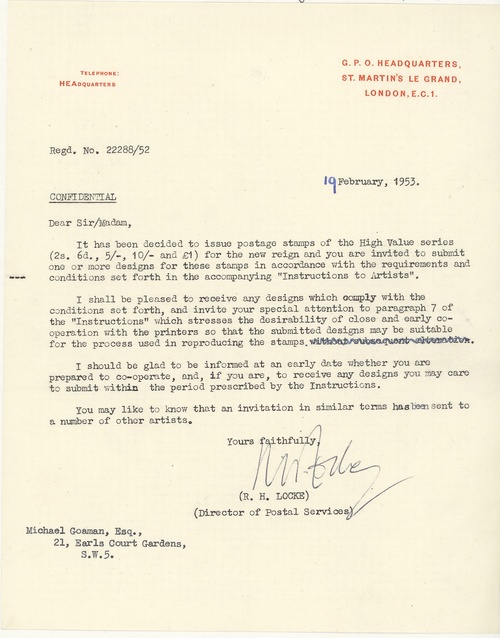 TELEPHONE:
HEADQUARTERS
G. P. O. HEADQUARTERS,
ST. MARTIN'S LE GRAND,
LONDON, E.C.1.
Regd. No. 22288/52
19 February, 1953.
CONFIDENTIAL
Dear Sir/Madam,
It has been decided to issue postage stamps of the High Value series
(2s. 6d., 5/-, 10/- and £1) for the new reign and you are invited to submit
one or more designs for these stamps in accordance with the requirements and
conditions set forth in the accompanying "Instructions to Artists".
I shall be pleased to receive any designs which comply with the
conditions set forth, and invite your special attention to paragraph 7 of
the "Instructions" which stresses the desirability of close and early co-
operation with the printers so that the submitted designs may be suitable
for the process used in reproducing the stamps. without subsequent alteration.
I should be glad to be informed at an early date whether you are
prepared to co-operate, and, if you are, to receive any designs you may care
to submit within the period prescribed by the Instructions.
You may like to know that an invitation in similar terms has been sent to
a number of other artists.
Yours faithfully,
(R. H. LOCKE)
(Director of Postal Services)
Michael Goaman, Esq.,
21, Earls Court Gardens,
S.W.5.